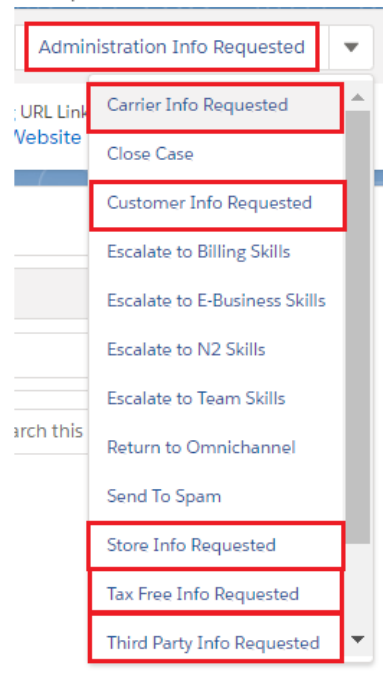 Administration Info Requested
URL Link
Website
Carrier Info Requested
Close Case
Customer Info Requested
Escalate to Billing Skills
Escalate to E-Business Skills
Escalate to N2 Skills
Escalate to Team Skills
arch this
Return to Omnichannel
Send To Spam
Store Info Requested
Tax Free Info Requested
Third Party Info Requested